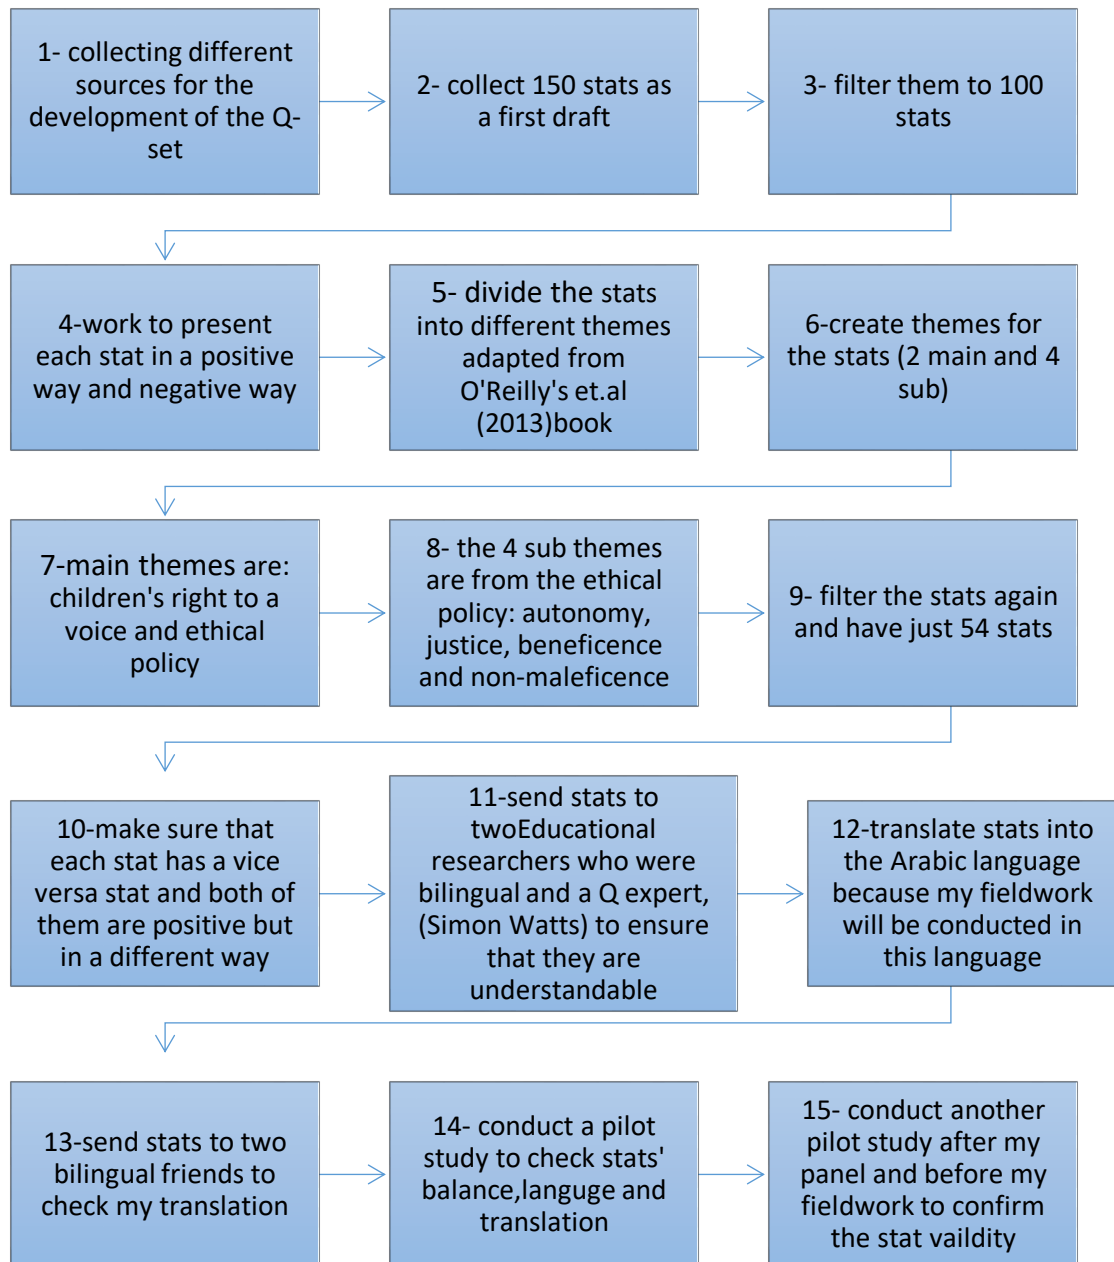 1- collecting different
sources for the
development of the Q-
set
2- collect 150 stats as
a first draft
3- filter them to 100
stats
4-work to present
each stat in a positive
way and negative way
5- divide the stats
into different themes
adapted from
O'Reilly's et.al
(2013)book
6-create themes for
the stats (2 main and 4
sub)
7-main themes are:
children's right to a
voice and ethical
policy
8- the 4 sub themes
are from the ethical
policy: autonomy,
justice, beneficence
and non-maleficence
9- filter the stats again
and have just 54 stats
10-make sure that
each stat has a vice
versa stat and both of
them are positive but
in a different way
11-send stats to
twoEducational
researchers who were
bilingual and a Q expert,
(Simon Watts) to ensure
that they are
understandable
12-translate stats into
the Arabic language
because my fieldwork
will be conducted in
this language
13-send stats to two
bilingual friends to
check my translation
14- conduct a pilot
study to check stats'
balance,languge and
translation
15- conduct another
pilot study after my
panel and before my
fieldwork to confirm
the stat vaildity